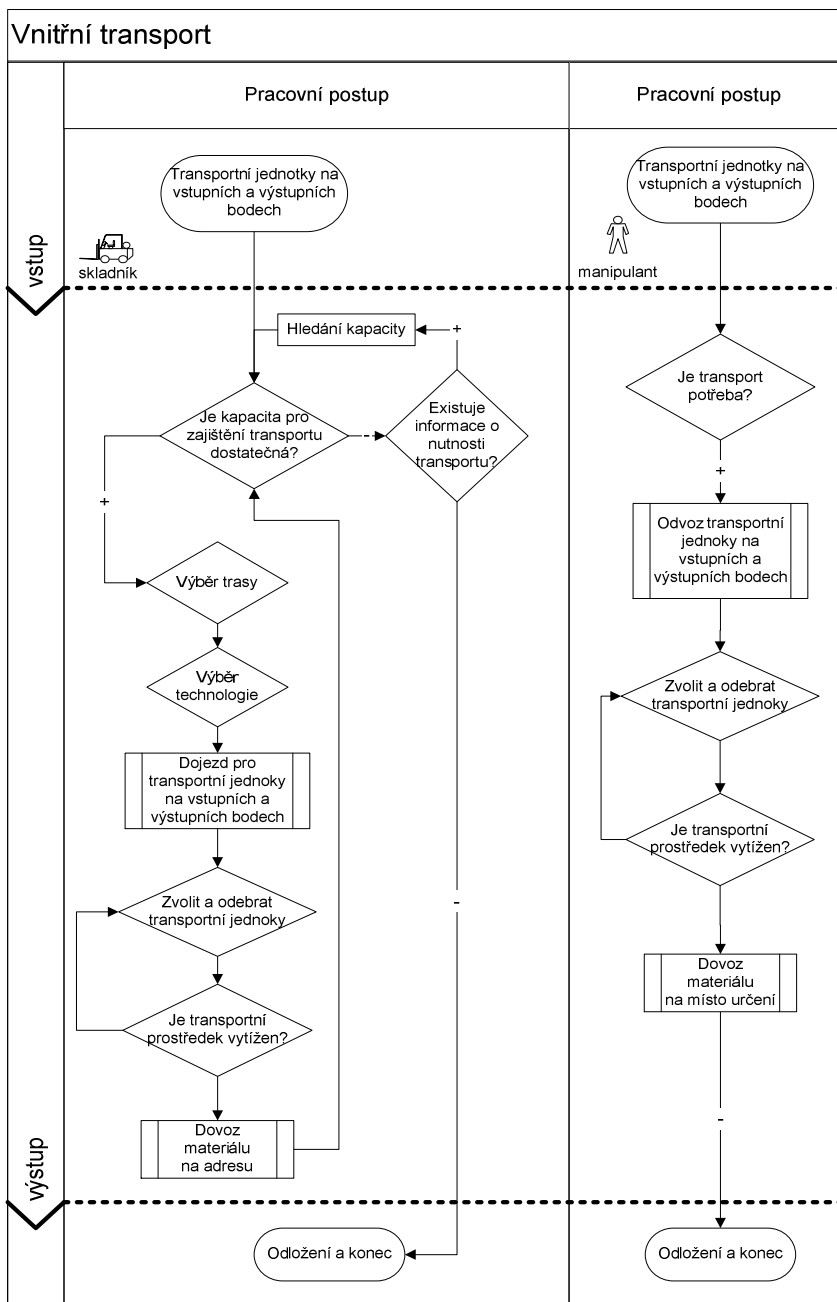 Vnitřní transport
Pracovní postup
Pracovní postup
vstup
Transportní jednotky na
vstupních a výstupních
bodech
skladník
Hledání kapacity
+
Je kapacita pro
zajištění transportu
dostatečná?
-
Existuje
informace o
nutnosti
transportu?
+
Výběr trasy
Výběr
technologie
Dojezd pro
transportní jednoky
na vstupních a
výstupních bodech
Zvolit a odebrat
transportní jednoky
-
Je transportní
prostředek vytížen?
Dovoz
materiálu
na adresu
výstup
Odložení a konec
Transportní jednotky na
vstupních a výstupních
bodech
manipulant
Je transport
potřeba?
+
Odvoz transportní
jednoky na
vstupních a
výstupních bodech
Zvolit a odebrat
transportní jednoky
Je transportní
prostředek vytížen?
Dovoz
materiálu
na místo určení
-
Odložení a konec